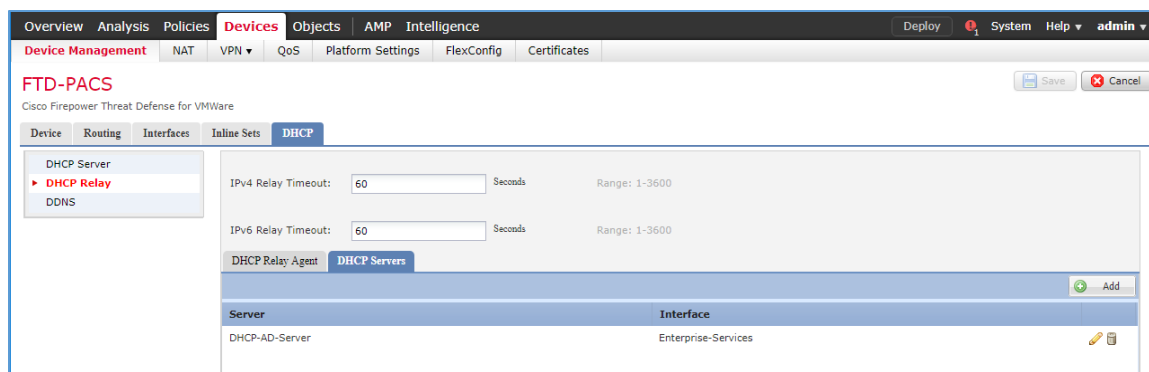 Overview Analysis Policies Devices Objects AMP Intelligence Deploy 1 System Help admin
Device Management NAT VPN QoS Platform Settings FlexConfig Certificates
FTD-PACS
Save Cancel
Cisco Firepower Threat Defense for VMWare
Device Routing Interfaces Inline Sets DHCP
DHCP Server
DHCP Relay
DDNS
IPv4 Relay Timeout: 60 Seconds Range: 1-3600
IPv6 Relay Timeout: 60 Seconds Range: 1-3600
DHCP Relay Agent DHCP Servers
Add
Server Interface
DHCP-AD-Server Enterprise-Services